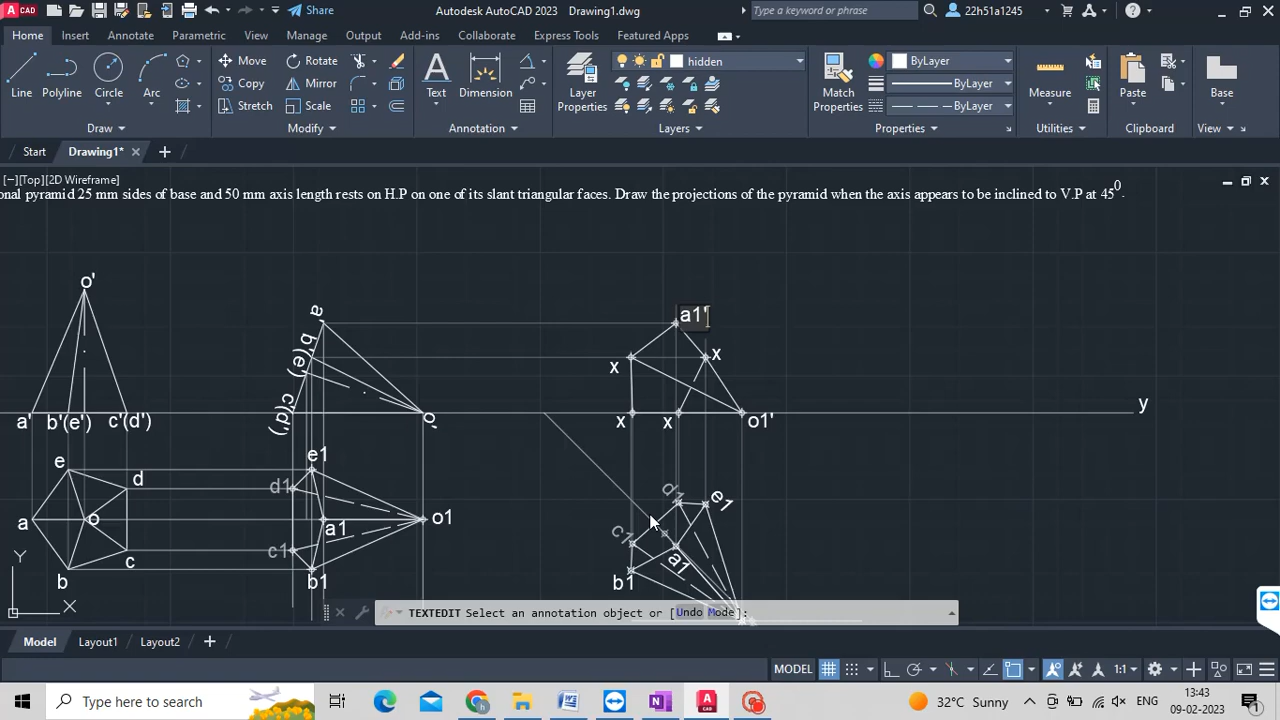 Share
Autodesk AutoCAD 2023 Drawing1.dwg
Type a keyword or phrase
22h51a1245
Home Insert Annotate Parametric View Manage Output Add-ins Collaborate Express Tools Featured Apps
Line Polyline Circle Arc
Move Rotate
Copy Mirror
Stretch Scale
Text Dimension
Layer Properties
hidden
Match Properties
ByLayer
ByLayer
ByLayer
Measure
Paste
Base
Draw Modify Annotation Layers Properties Utilities Clipboard View
Start Drawing1*
[−][Top][2D Wireframe]
onal pyramid 25 mm sides of base and 50 mm axis length rests on H.P on one of its slant triangular faces. Draw the projections of the pyramid when the axis appears to be inclined to V.P at 45⁰.
o'
a' a1'
b'(e') x x
c'(d')
a' b'(e') c'(d') o' x x o1' y
e d e1
d1 d1 e1
a o a1 o1
c1 c1 a1
b c b1 b1
Y
X
TEXTEDIT Select an annotation object or [Undo Mode]:
Model Layout1 Layout2
MODEL 1:1
Type here to search
32°C Sunny ENG 13:43
09-02-2023
1